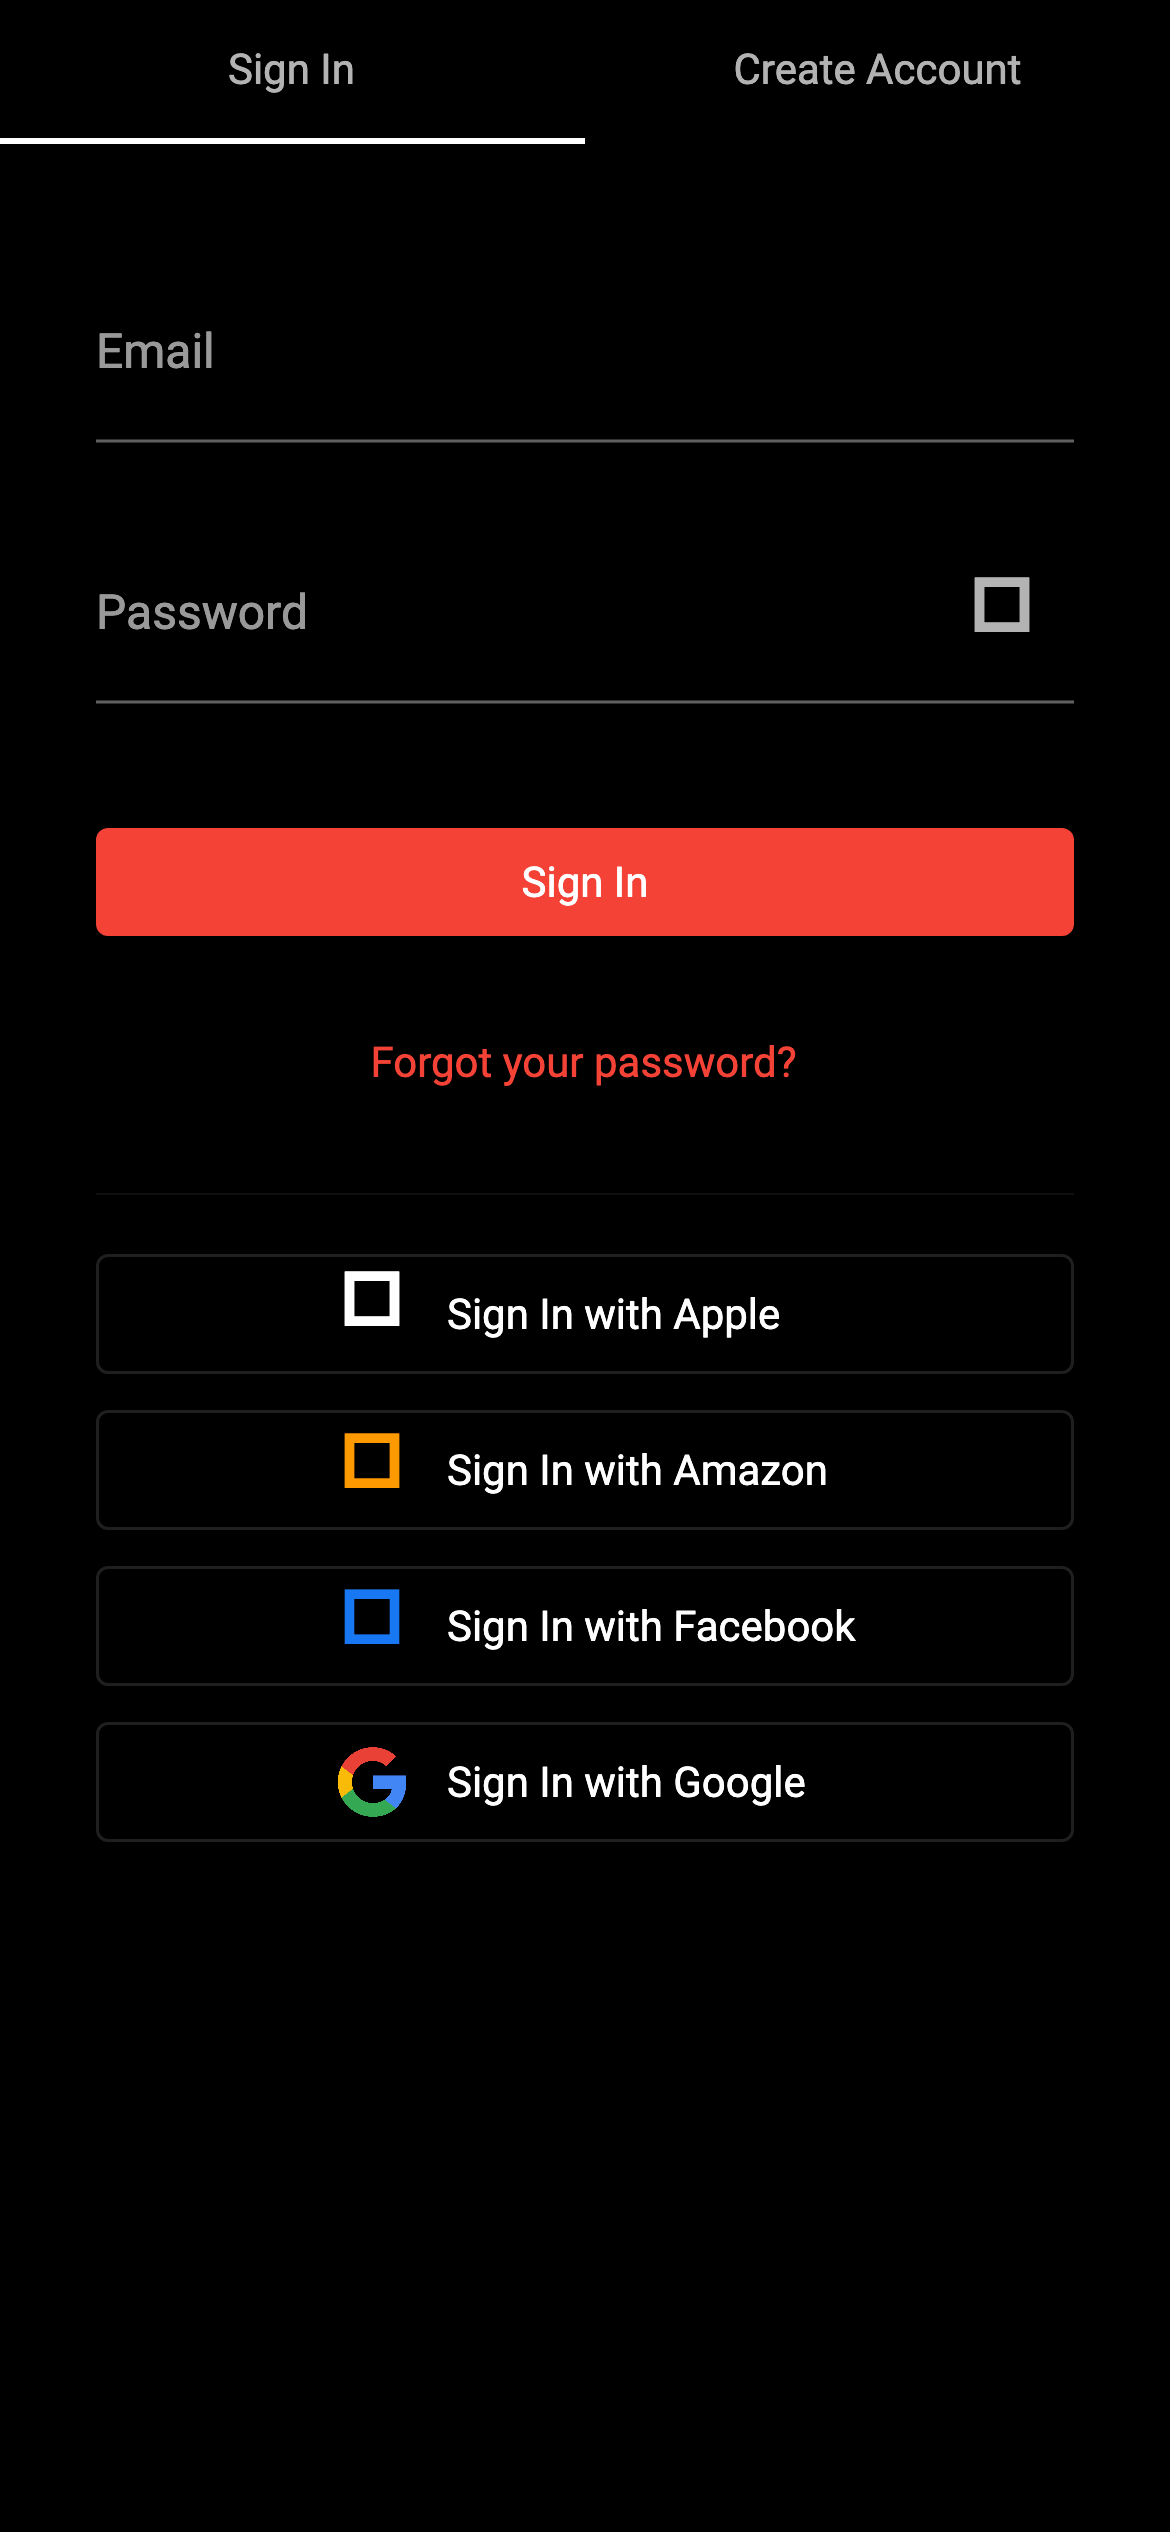 Sign In
Create Account
Email
Password
Sign In
Forgot your password?
Sign In with Apple
Sign In with Amazon
Sign In with Facebook
Sign In with Google